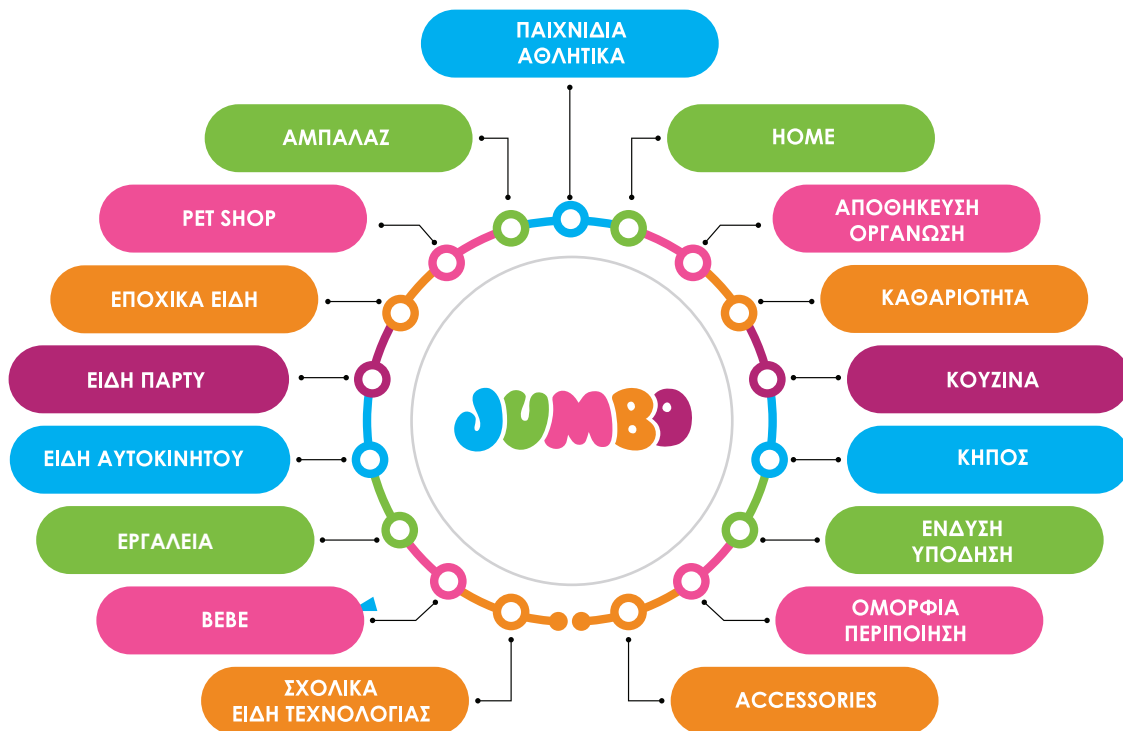 ΠΑΙΧΝΙΔΙΑ
ΑΘΛΗΤΙΚΑ
ΑΜΠΑΛΑΖ
HOME
PET SHOP
ΑΠΟΘΗΚΕΥΣΗ
ΟΡΓΑΝΩΣΗ
ΕΠΟΧΙΚΑ ΕΙΔΗ
ΚΑΘΑΡΙΟΤΗΤΑ
ΕΙΔΗ ΠΑΡΤΥ
ΚΟΥΖΙΝΑ
JUMBO
ΕΙΔΗ ΑΥΤΟΚΙΝΗΤΟΥ
ΚΗΠΟΣ
ΕΡΓΑΛΕΙΑ
ΕΝΔΥΣΗ
ΥΠΟΔΗΣΗ
ΒΕΒΕ
ΟΜΟΡΦΙΑ
ΠΕΡΙΠΟΙΗΣΗ
ΣΧΟΛΙΚΑ
ΕΙΔΗ ΤΕΧΝΟΛΟΓΙΑΣ
ACCESSORIES